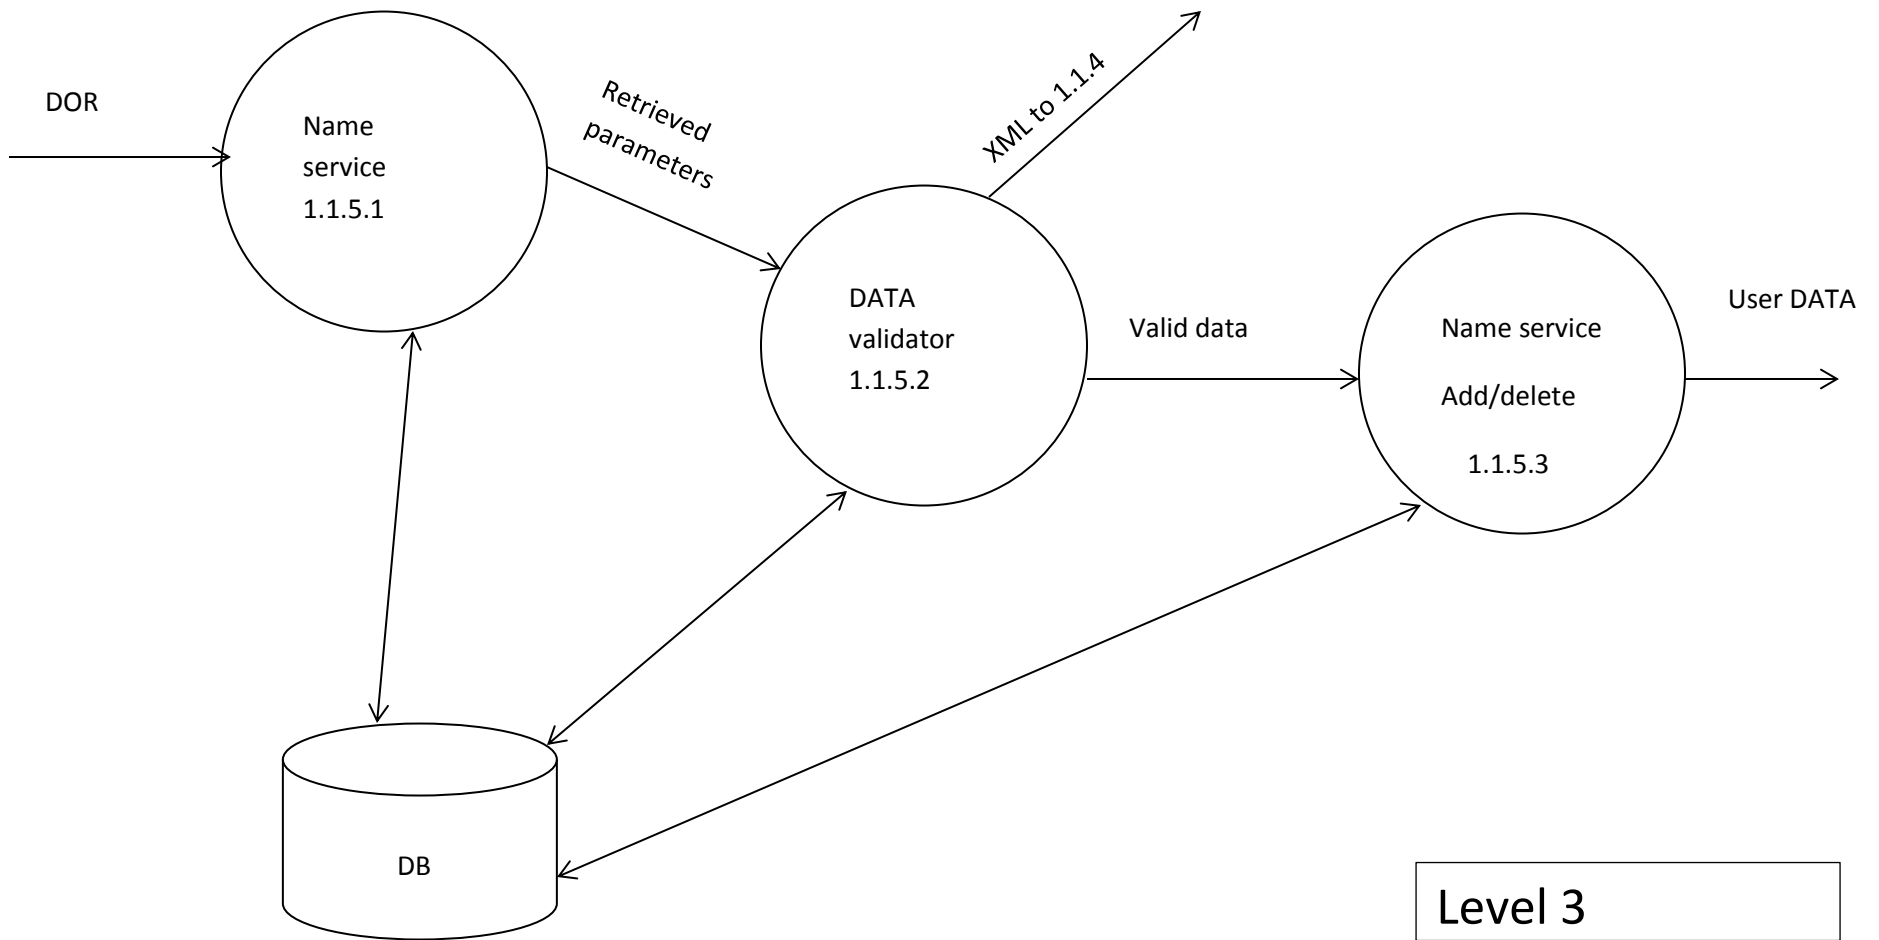 DOR
Name
service
1.1.5.1
Retrieved
parameters
XML to 1.1.4
DATA
validator
1.1.5.2
Valid data
Name service
Add/delete
1.1.5.3
User DATA
DB
Level 3